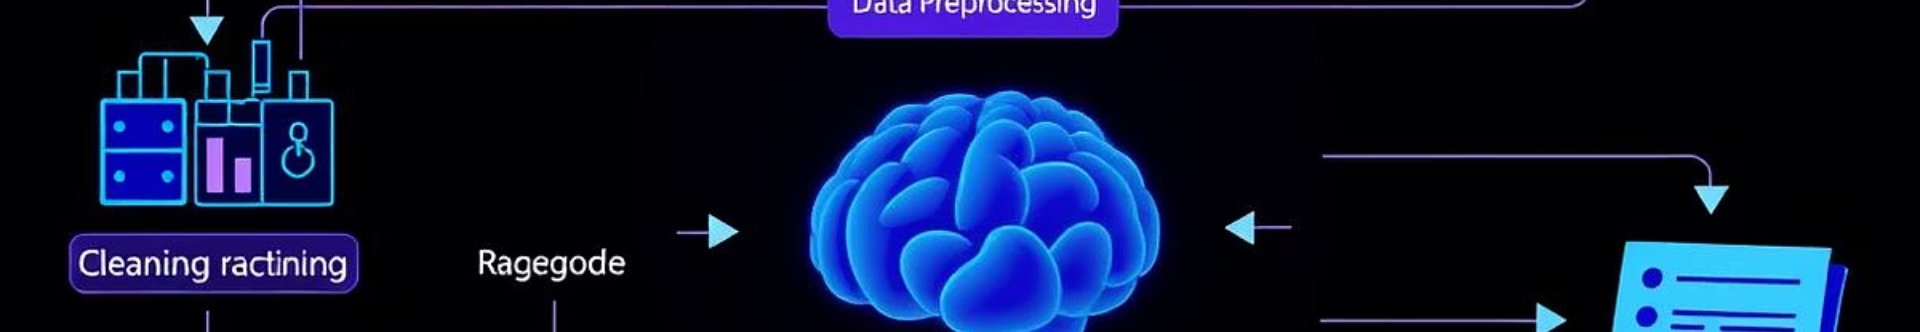 Data Preprocessing
Cleaning ractining
Ragegode